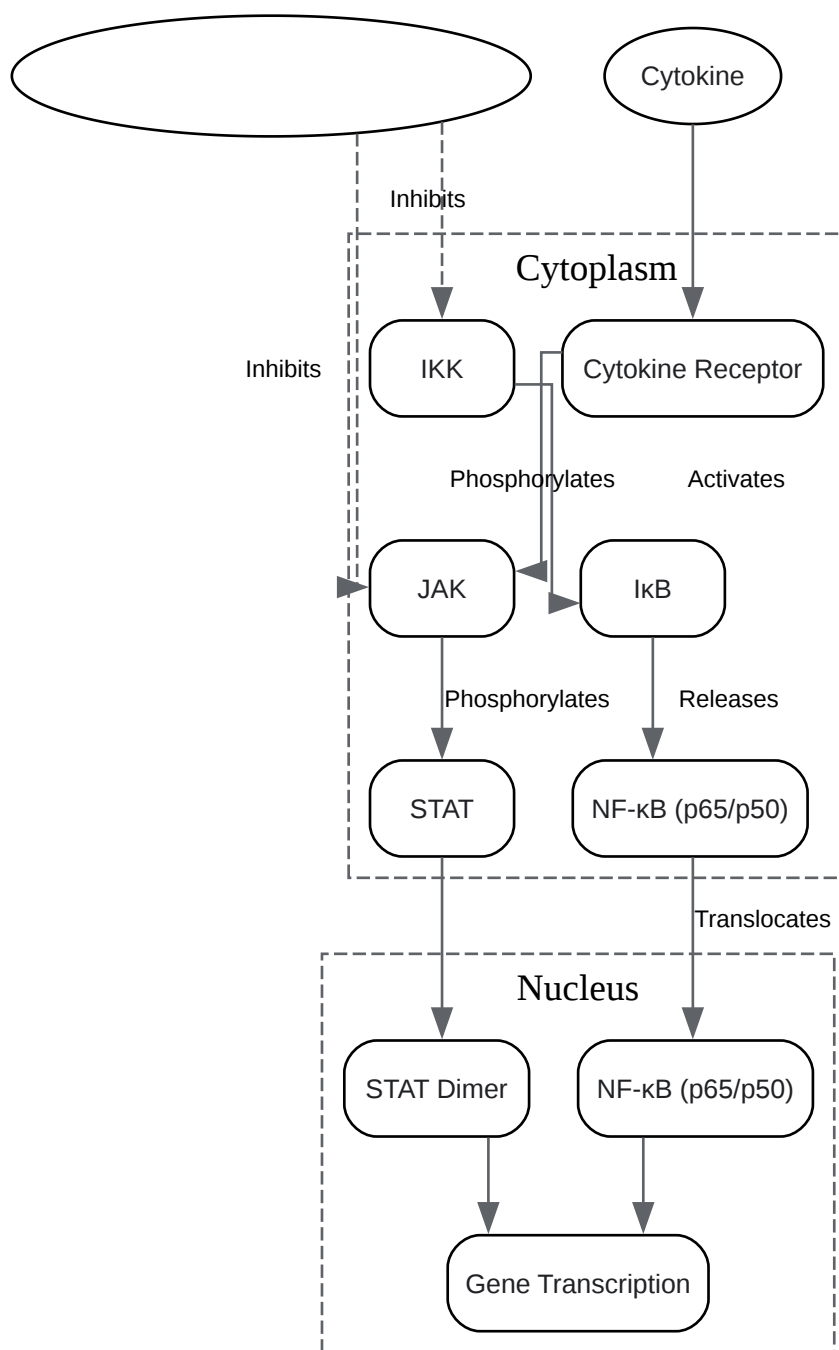 Cytokine
Inhibits
Cytoplasm
Inhibits
IKK
Cytokine Receptor
Phosphorylates
Activates
JAK
IκB
Phosphorylates
Releases
STAT
NF-κB (p65/p50)
Translocates
Nucleus
STAT Dimer
NF-κB (p65/p50)
Gene Transcription